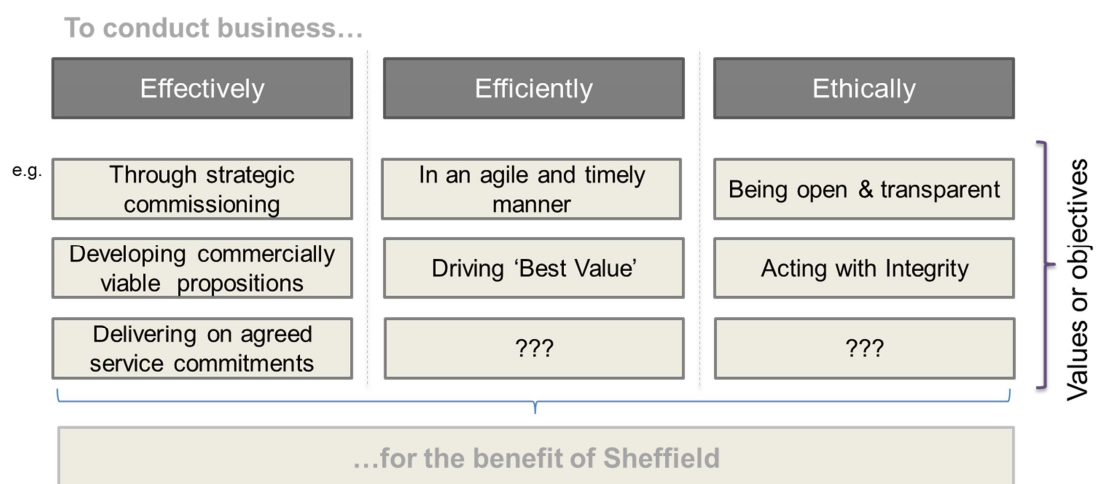 To conduct business…
Effectively
Efficiently
Ethically
e.g.
Through strategic
commissioning
In an agile and timely
manner
Being open & transparent
Developing commercially
viable propositions
Driving ‘Best Value’
Acting with Integrity
Delivering on agreed
service commitments
???
???
Values or objectives
…for the benefit of Sheffield